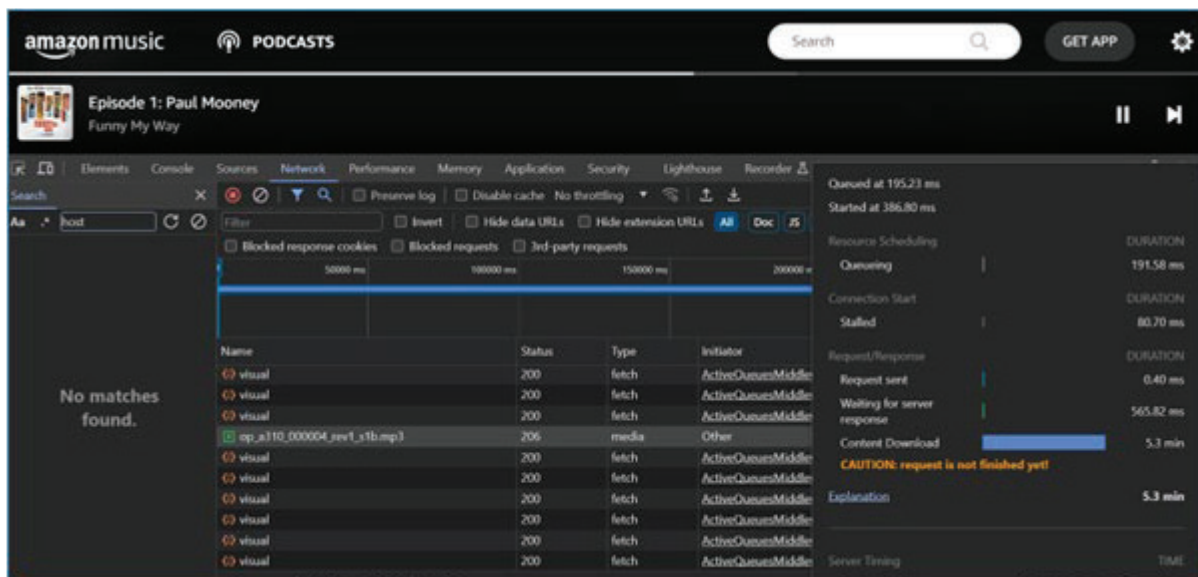 amazon music PODCASTS Search GET APP
Episode 1: Paul Mooney
Funny My Way
Elements Console Sources Network Performance Memory Application Security Lighthouse Recorder
Search Preserve log Disable cache No throttling
Aa .* host Filter Invert Hide data URLs Hide extension URLs All Doc JS
Blocked response cookies Blocked requests 3rd-party requests
50000 ms 100000 ms 150000 ms 200000
Name Status Type Initiator
visual 200 fetch ActiveQueuesMiddle
visual 200 fetch ActiveQueuesMiddle
visual 200 fetch ActiveQueuesMiddle
op_a310_000004_rev1_s1b.mp3 206 media Other
visual 200 fetch ActiveQueuesMiddle
visual 200 fetch ActiveQueuesMiddle
visual 200 fetch ActiveQueuesMiddle
visual 200 fetch ActiveQueuesMiddle
visual 200 fetch ActiveQueuesMiddle
visual 200 fetch ActiveQueuesMiddle
No matches
found.
Queued at 195.23 ms
Started at 386.80 ms
Resource Scheduling DURATION
Queueing 191.58 ms
Connection Start DURATION
Stalled 80.70 ms
Request/Response DURATION
Request sent 0.40 ms
Waiting for server
response 565.82 ms
Content Download 5.3 min
CAUTION: request is not finished yet!
Explanation 5.3 min
Server Timing TIME